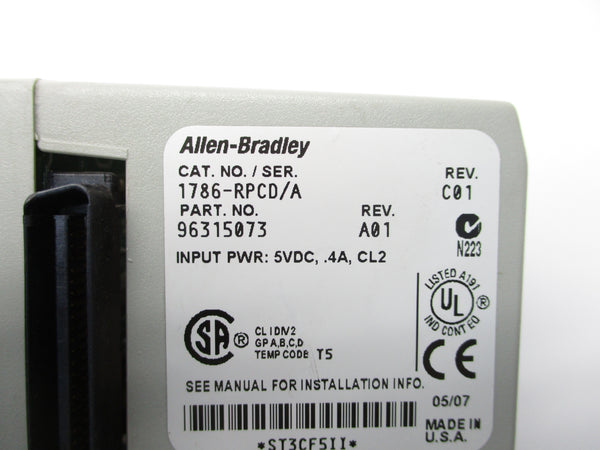 Allen-Bradley
CAT. NO. / SER. REV.
1786-RPCD/A C01
PART. NO. REV.
96315073 A01
N223
INPUT PWR: 5VDC, .4A, CL2
LISTED A191
UL ®
IND CONT EQ
SA ®
CL I DIV2
GP A,B,C,D
TEMP CODE T5
CE
SEE MANUAL FOR INSTALLATION INFO.
05/07
MADE IN
U.S.A.
*ST3CF5II*